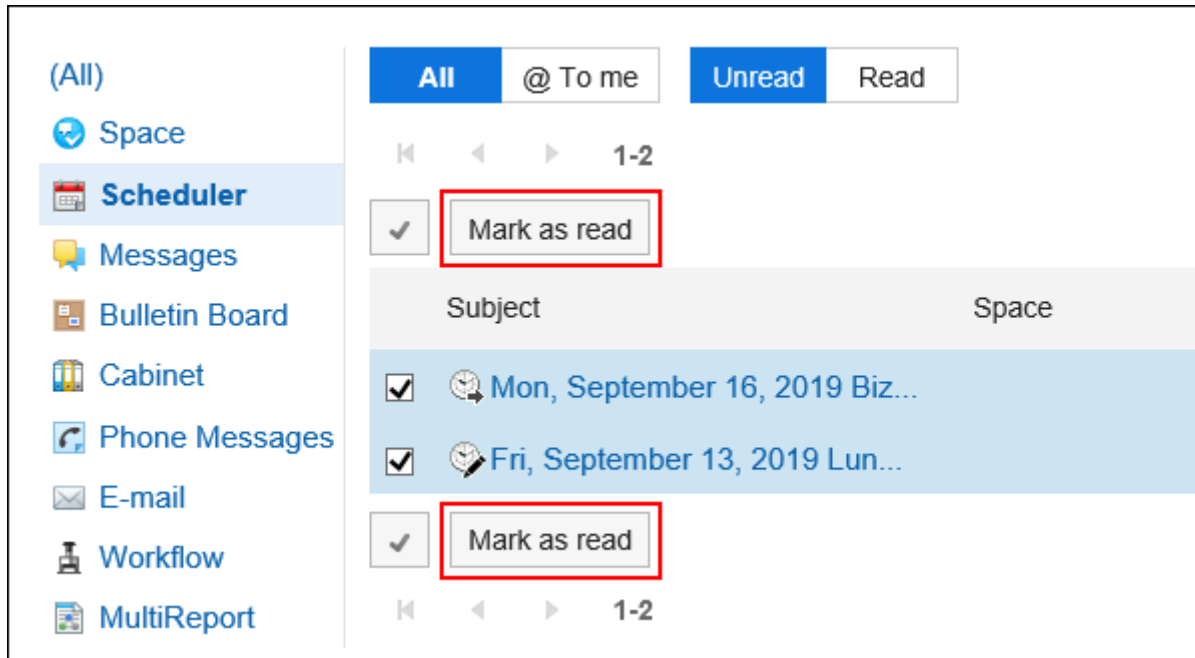 (All)
Space
Scheduler
Messages
Bulletin Board
Cabinet
Phone Messages
E-mail
Workflow
MultiReport
All @ To me Unread Read
1-2
Mark as read
Subject Space
Mon, September 16, 2019 Biz...
Fri, September 13, 2019 Lun...
Mark as read
1-2